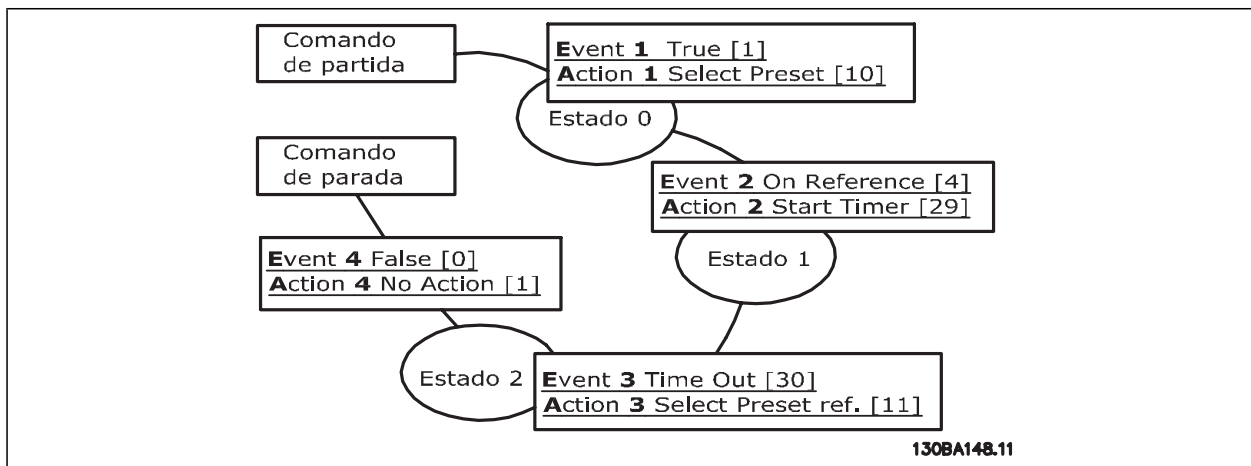 Comando
de partida
Event 1 True [1]
Action 1 Select Preset [10]
Estado 0
Comando
de parada
Event 2 On Reference [4]
Action 2 Start Timer [29]
Estado 1
Event 4 False [0]
Action 4 No Action [1]
Estado 2
Event 3 Time Out [30]
Action 3 Select Preset ref. [11]
130BA148.11